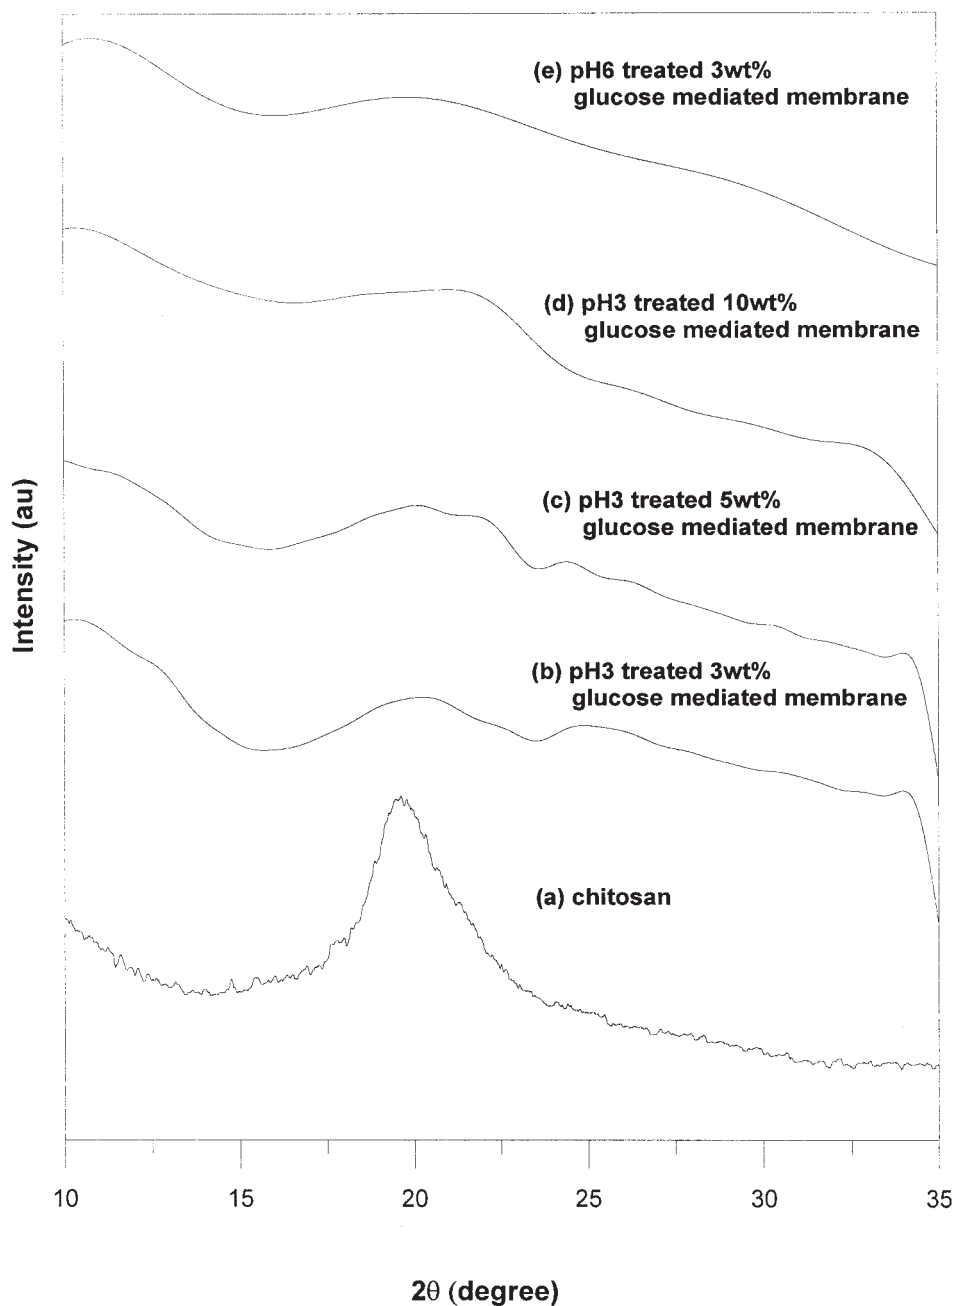 (e) pH6 treated 3wt%
glucose mediated membrane
(d) pH3 treated 10wt%
glucose mediated membrane
(c) pH3 treated 5wt%
glucose mediated membrane
(b) pH3 treated 3wt%
glucose mediated membrane
(a) chitosan
Intensity (au)
10 15 20 25 30 35
2θ (degree)